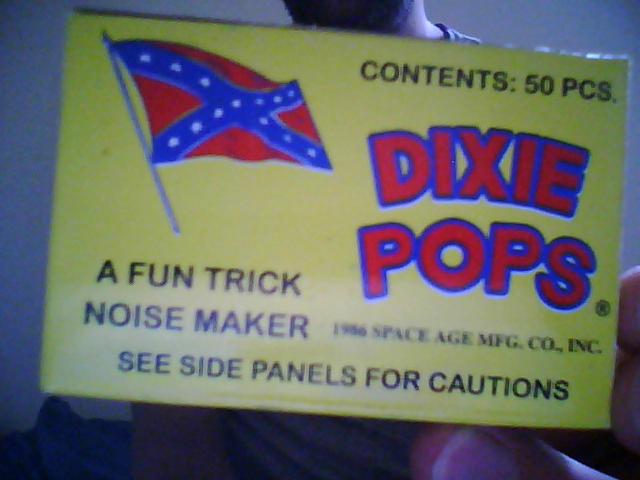 CONTENTS: 50 PCS.
DIXIE
POPS®
A FUN TRICK
NOISE MAKER
1986 SPACE AGE MFG. CO., INC.
SEE SIDE PANELS FOR CAUTIONS